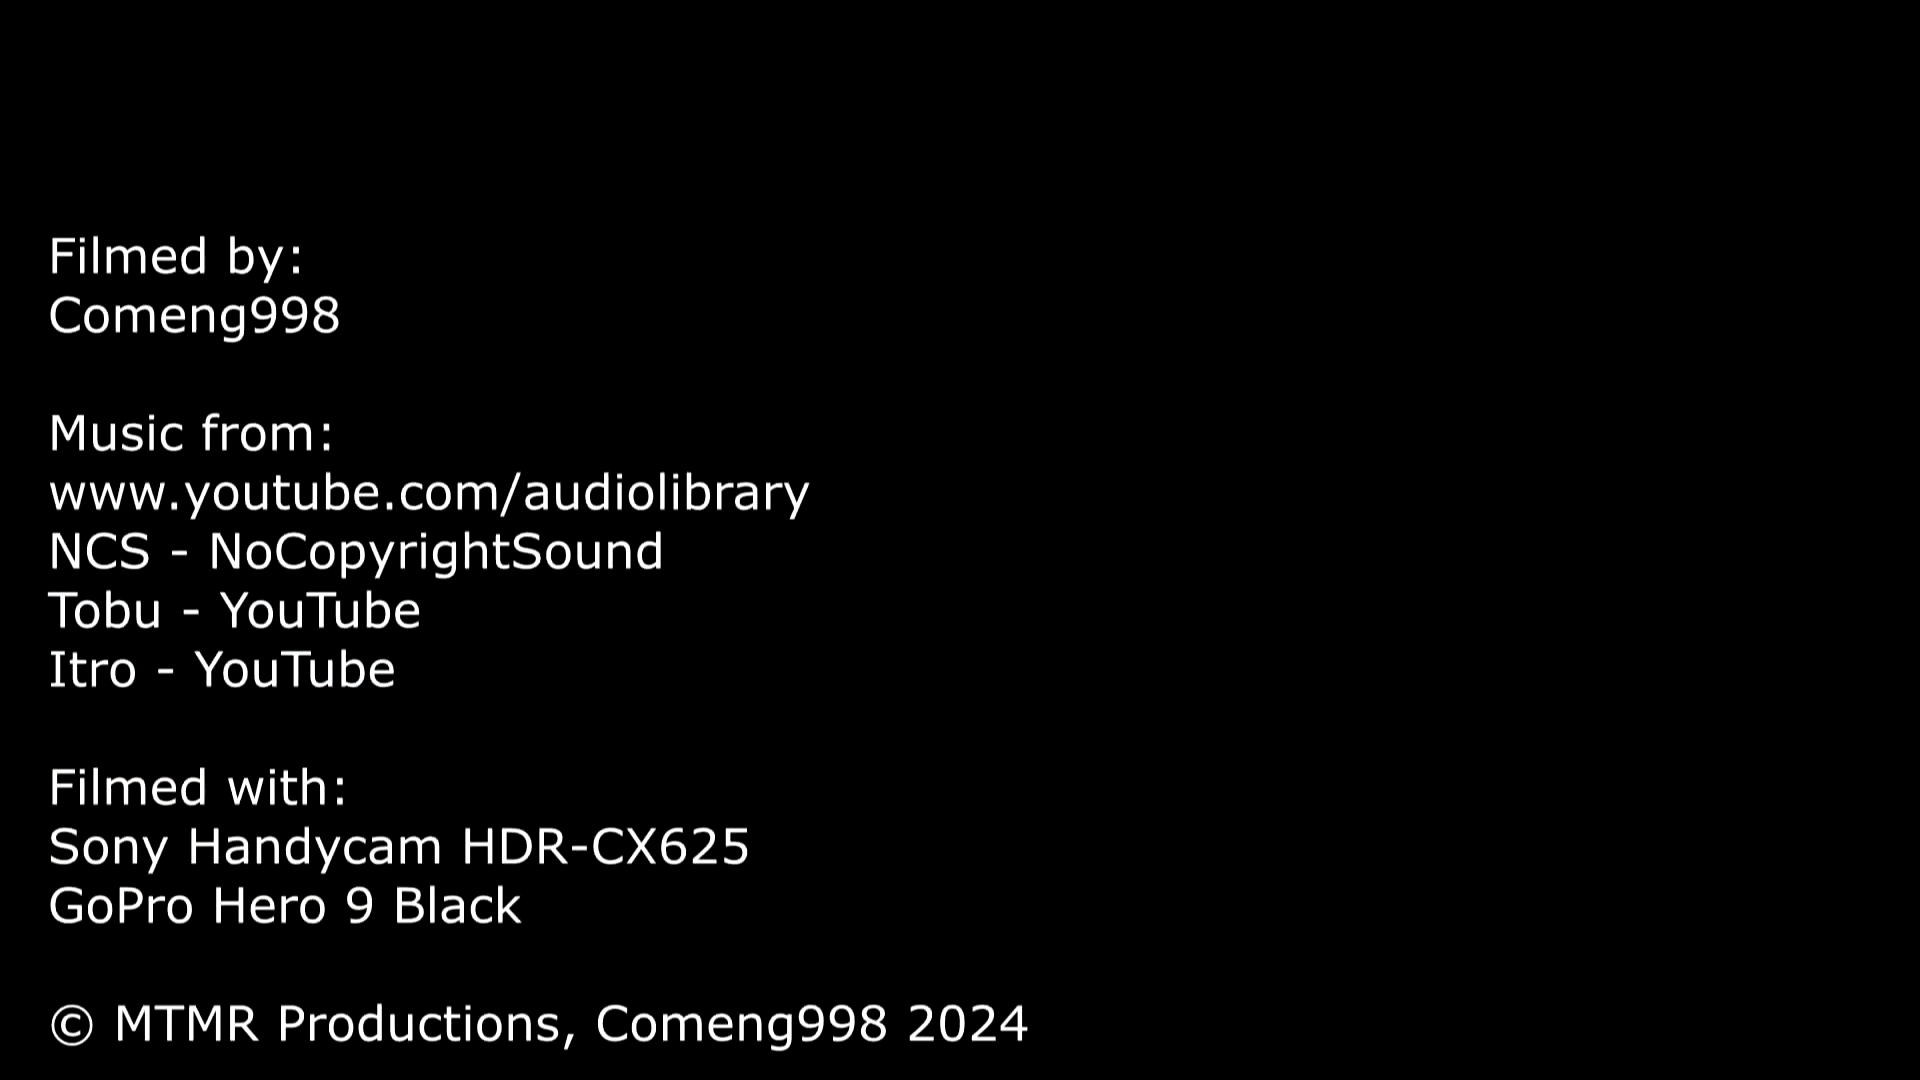 Filmed by:
Comeng998
Music from:
www.youtube.com/audiolibrary
NCS - NoCopyrightSound
Tobu - YouTube
Itro - YouTube
Filmed with:
Sony Handycam HDR-CX625
GoPro Hero 9 Black
© MTMR Productions, Comeng998 2024